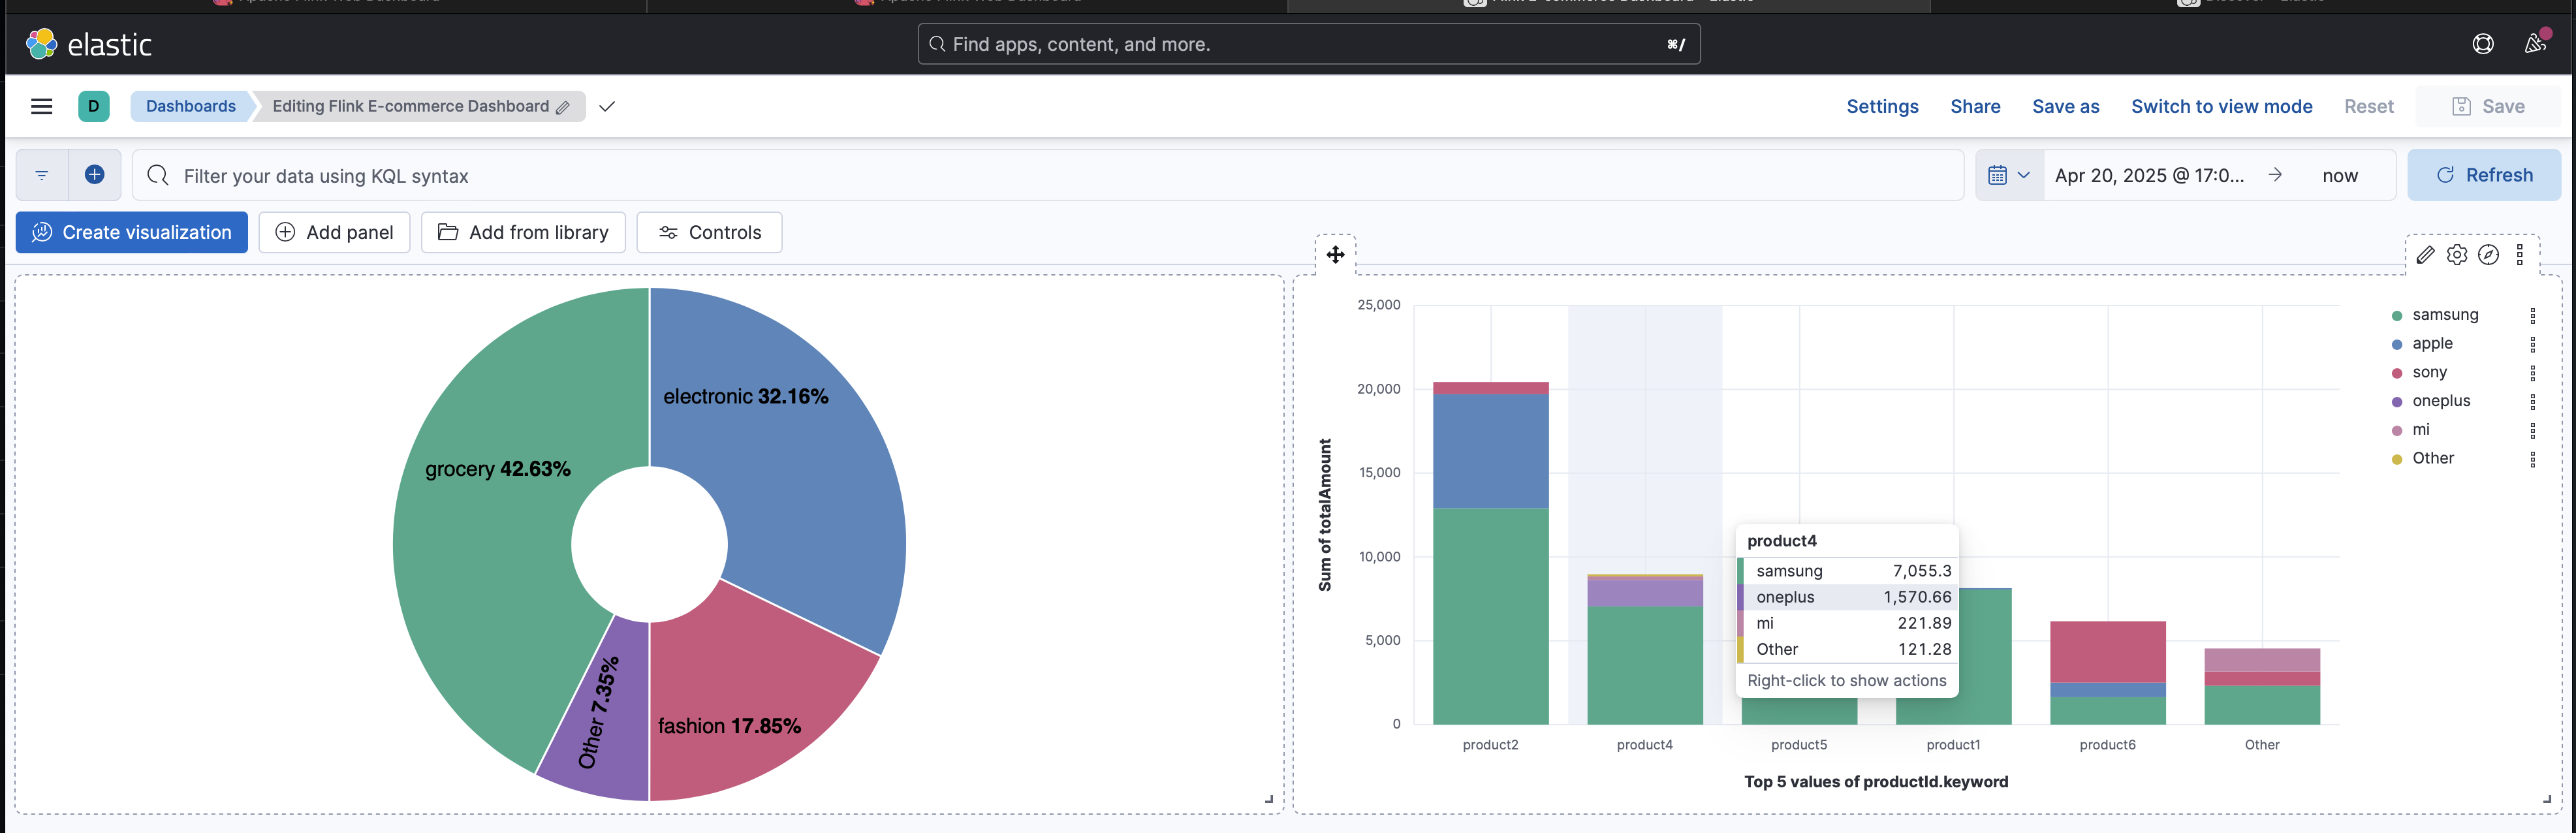 elastic
Find apps, content, and more.
⌘/
D
Dashboards
Editing Flink E-commerce Dashboard
Settings
Share
Save as
Switch to view mode
Reset
Save
Filter your data using KQL syntax
Apr 20, 2025 @ 17:0...
→
now
Refresh
Create visualization
Add panel
Add from library
Controls
electronic 32.16%
grocery 42.63%
Other 7.35%
fashion 17.85%
Sum of totalAmount
25,000
20,000
15,000
10,000
5,000
0
product4
samsung 7,055.3
oneplus 1,570.66
mi 221.89
Other 121.28
Right-click to show actions
product2
product4
product5
product1
product6
Other
Top 5 values of productId.keyword
samsung
apple
sony
oneplus
mi
Other